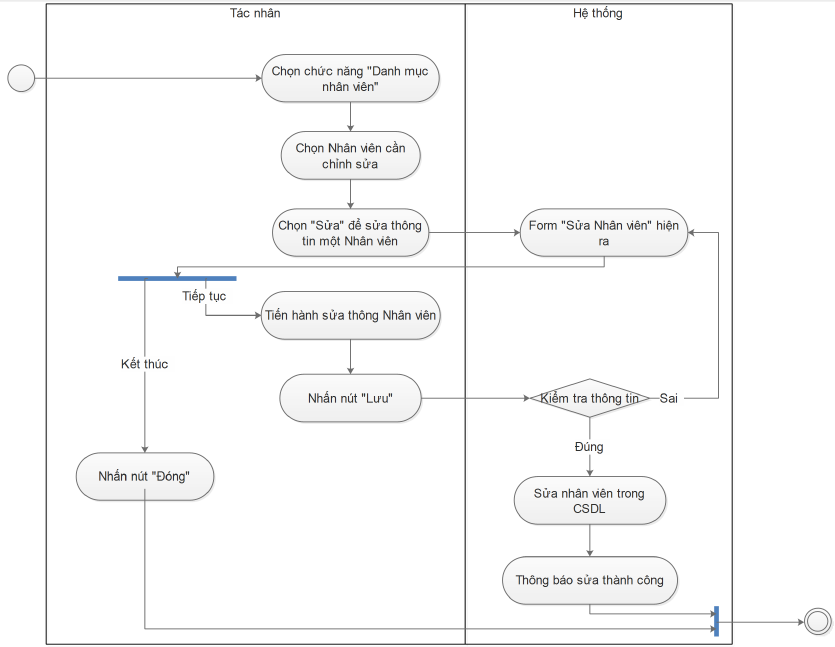 Tác nhân
Hệ thống
Chọn chức năng "Danh mục
nhân viên"
Chọn Nhân viên cần
chỉnh sửa
Chọn "Sửa" để sửa thông
tin một Nhân viên
Form "Sửa Nhân viên" hiện
ra
Tiếp tục
Tiến hành sửa thông Nhân viên
Kết thúc
Nhấn nút "Lưu"
Kiểm tra thông tin
Sai
Đúng
Nhấn nút "Đóng"
Sửa nhân viên trong
CSDL
Thông báo sửa thành công